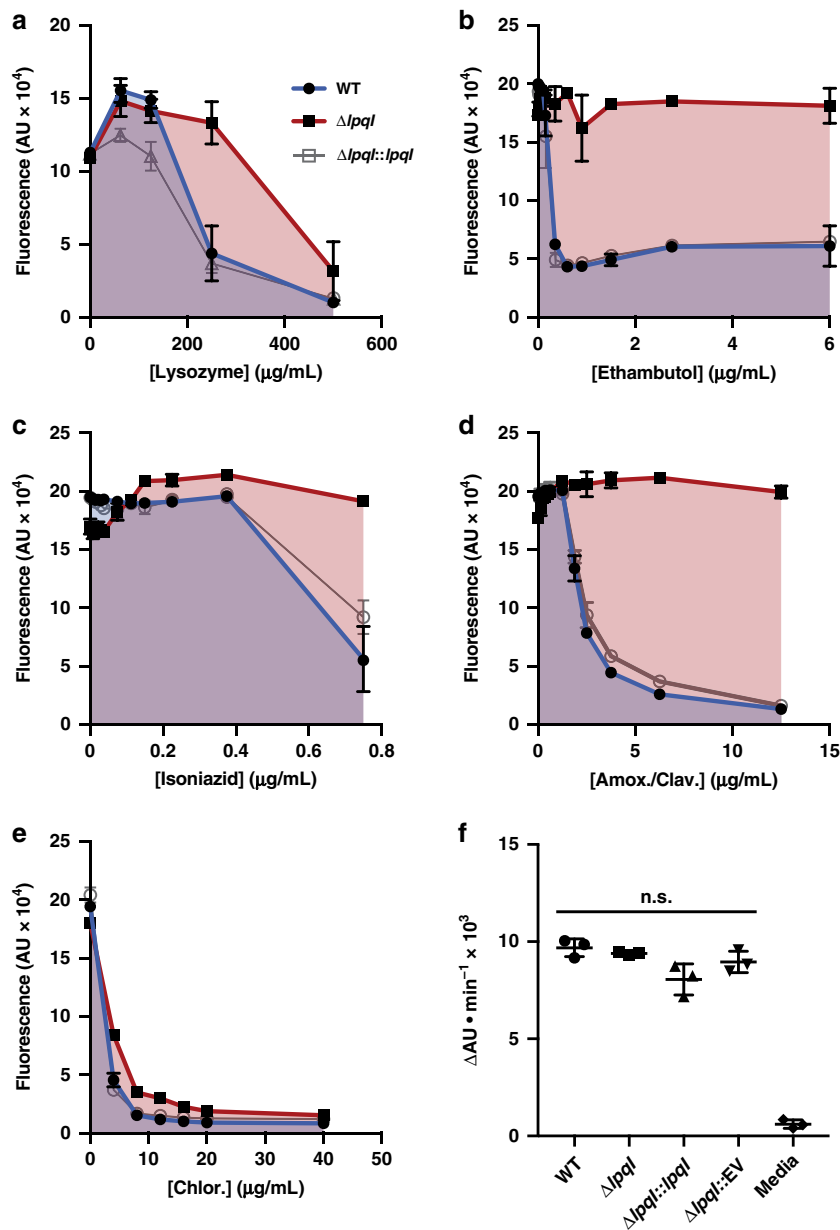 a
20
15
10
5
0
Fluorescence (AU × 10⁴)
0 200 400 600
[Lysozyme] (μg/mL)
WT
Δlpql
Δlpql::lpql
b
25
20
15
10
5
0
Fluorescence (AU × 10⁴)
0 2 4 6
[Ethambutol] (μg/mL)
c
25
20
15
10
5
0
Fluorescence (AU × 10⁴)
0 0.2 0.4 0.6 0.8
[Isoniazid] (μg/mL)
d
25
20
15
10
5
0
Fluorescence (AU × 10⁴)
0 5 10 15
[Amox./Clav.] (μg/mL)
e
25
20
15
10
5
0
Fluorescence (AU × 10⁴)
0 10 20 30 40 50
[Chlor.] (μg/mL)
f
15
10
5
0
ΔAU • min⁻¹ × 10³
n.s.
WT
Δlpql
Δlpql::lpql
Δlpql::EV
Media